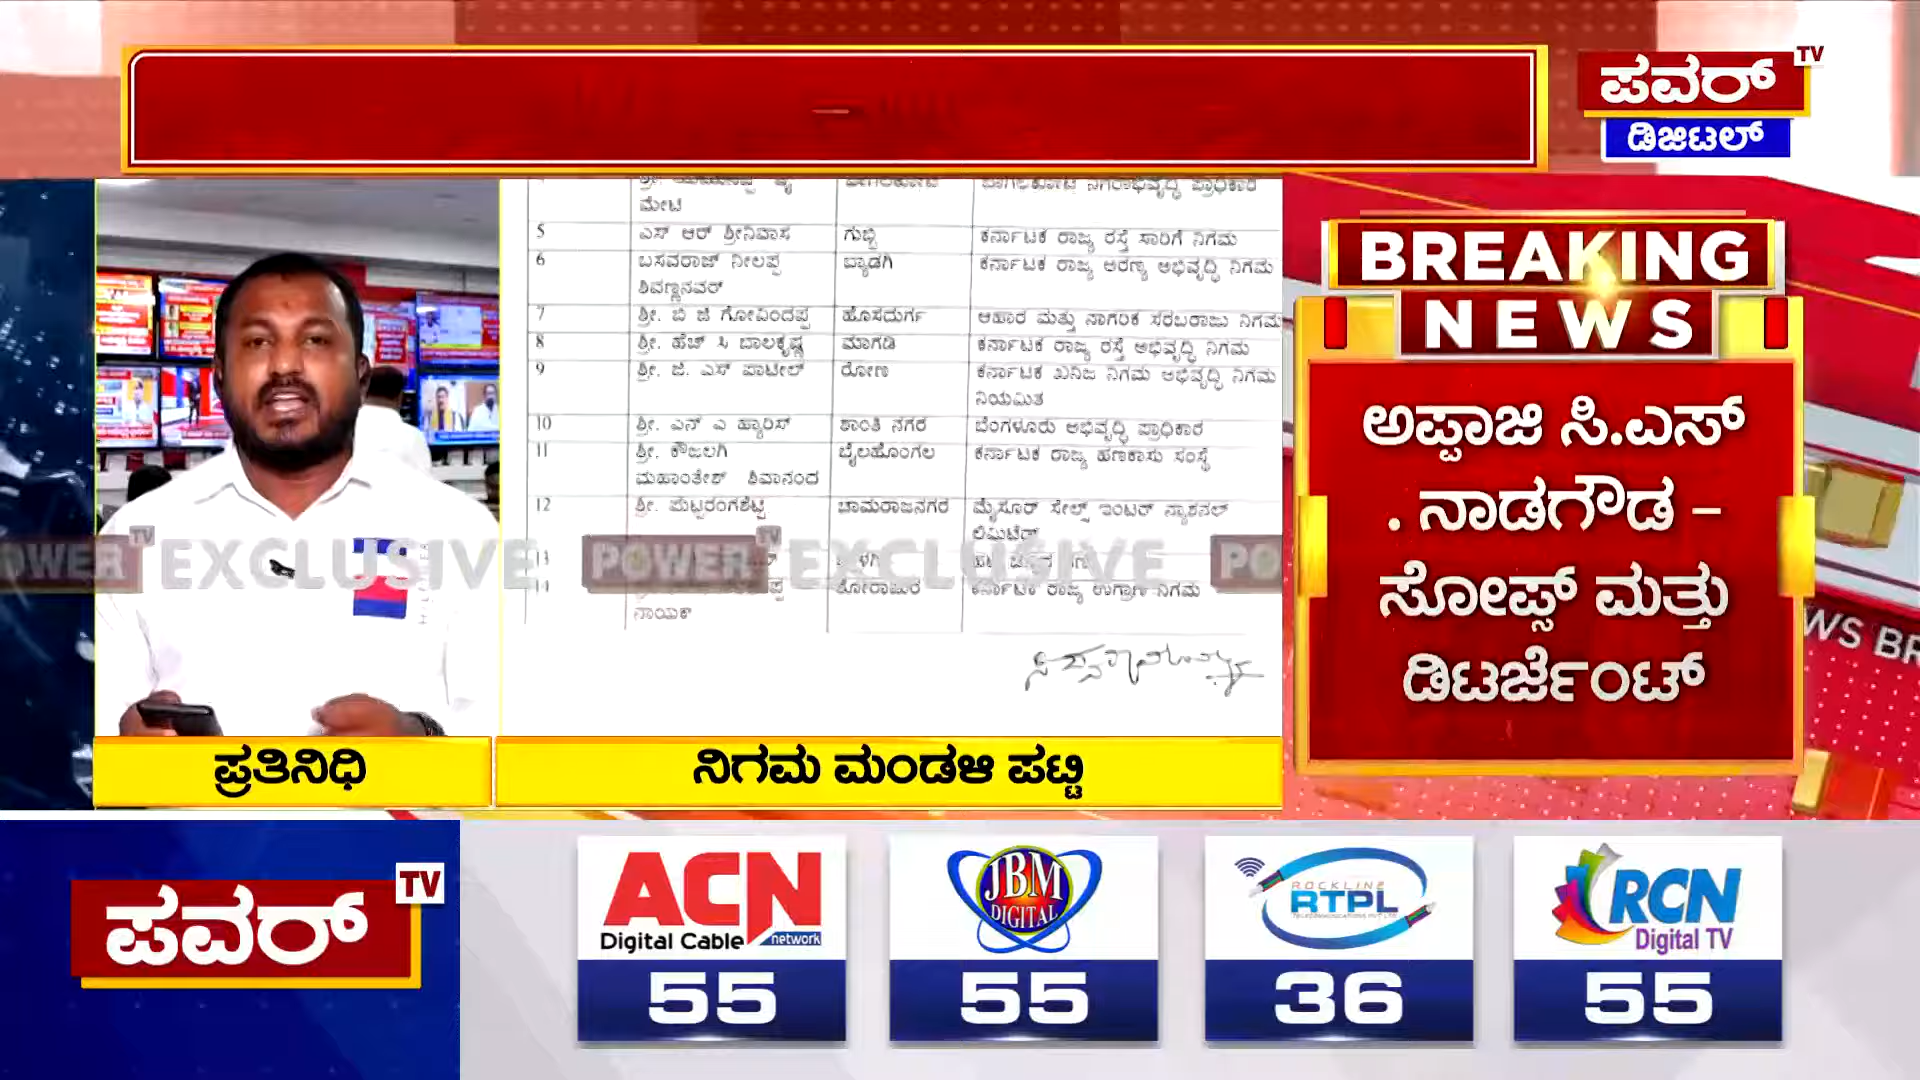 ಪವರ್ TV
ಡಿಜಿಟಲ್
ಮೇಟಿ
5 ಎಸ್ ಆರ್ ಶ್ರೀನಿವಾಸ ಗುಬ್ಬಿ ಕರ್ನಾಟಕ ರಾಜ್ಯ ರಸ್ತೆ ಸಾರಿಗೆ ನಿಗಮ
6 ಬಸವರಾಜ್ ನೀಲಪ್ಪ ಬ್ಯಾಡಗಿ ಕರ್ನಾಟಕ ರಾಜ್ಯ ಅರಣ್ಯ ಅಭಿವೃದ್ಧಿ ನಿಗಮ
ಶಿವಣ್ಣನವರ್
7 ಶ್ರೀ. ಬಿ ಜಿ ಗೋವಿಂದಪ್ಪ ಹೊಸದುರ್ಗ ಆಹಾರ ಮತ್ತು ನಾಗರಿಕ ಸರಬರಾಜು ನಿಗಮ
8 ಶ್ರೀ. ಹೆಚ್ ಸಿ ಬಾಲಕೃಷ್ಣ ಮಾಗಡಿ ಕರ್ನಾಟಕ ರಾಜ್ಯ ರಸ್ತೆ ಅಭಿವೃದ್ಧಿ ನಿಗಮ
9 ಶ್ರೀ. ಜಿ. ಎಸ್ ಪಾಟೀಲ್ ರೋಣ ಕರ್ನಾಟಕ ಖನಿಜ ನಿಗಮ ಅಭಿವೃದ್ಧಿ ನಿಗಮ
ನಿಯಮಿತ
10 ಶ್ರೀ. ಎನ್ ಎ ಹ್ಯಾರಿಸ್ ಶಾಂತಿ ನಗರ ಬೆಂಗಳೂರು ಅಭಿವೃದ್ಧಿ ಪ್ರಾಧಿಕಾರ
11 ಶ್ರೀ. ಕೌಜಲಗಿ ಬೈಲಹೊಂಗಲ ಕರ್ನಾಟಕ ರಾಜ್ಯ ಹಣಕಾಸು ಸಂಸ್ಥೆ
ಮಹಾಂತೇಶ್ ಶಿವಾನಂದ
12 ಶ್ರೀ. ಪುಟ್ಟರಂಗಶೆಟ್ಟಿ ಚಾಮರಾಜನಗರ ಮೈಸೂರ್ ಸೇಲ್ಸ್ ಇಂಟರ್ ನ್ಯಾಶನಲ್
ಲಿಮಿಟೆಡ್
13
14 ರಾಜ್ಯ ಉಗ್ರಾಣ ನಿಗಮ
ನಾಯಕ
POWER TV EXCLUSIVE POWER TV EXCLUSIVE
ಪ್ರತಿನಿಧಿ
ನಿಗಮ ಮಂಡಳಿ ಪಟ್ಟಿ
BREAKING
NEWS
ಅಪ್ಪಾಜಿ ಸಿ.ಎಸ್
. ನಾಡಗೌಡ –
ಸೋಪ್ಸ್ ಮತ್ತು
ಡಿಟರ್ಜೆಂಟ್
ಪವರ್ TV
ACN
Digital Cable network
55
JBM
DIGITAL
55
ROCKLINE
RTPL
36
RCN
Digital TV
55